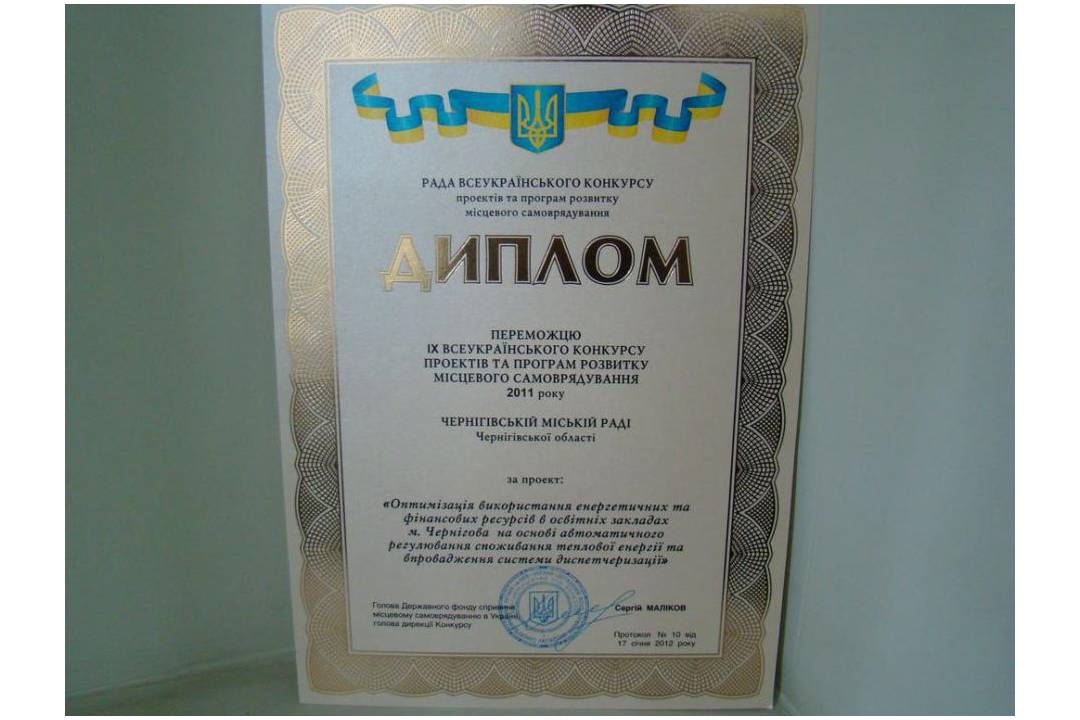 РАДА ВСЕУКРАЇНСЬКОГО КОНКУРСУ
проектів та програм розвитку
місцевого самоврядування
ДИПЛОМ
ПЕРЕМОЖЦЮ
IX ВСЕУКРАЇНСЬКОГО КОНКУРСУ
ПРОЕКТІВ ТА ПРОГРАМ РОЗВИТКУ
МІСЦЕВОГО САМОВРЯДУВАННЯ
2011 року
ЧЕРНІГІВСЬКІЙ МІСЬКІЙ РАДІ
Чернігівської області
за проект:
«Оптимізація використання енергетичних та
фінансових ресурсів в освітніх закладах
м. Чернігова на основі автоматичного
регулювання споживання теплової енергії та
впровадження системи диспетчеризації»
Голова Державного фонду сприяння
місцевому самоврядуванню в Україні,
голова дирекції Конкурсу
Сергій МАЛІКОВ
Протокол № 10 від
17 січня 2012 року